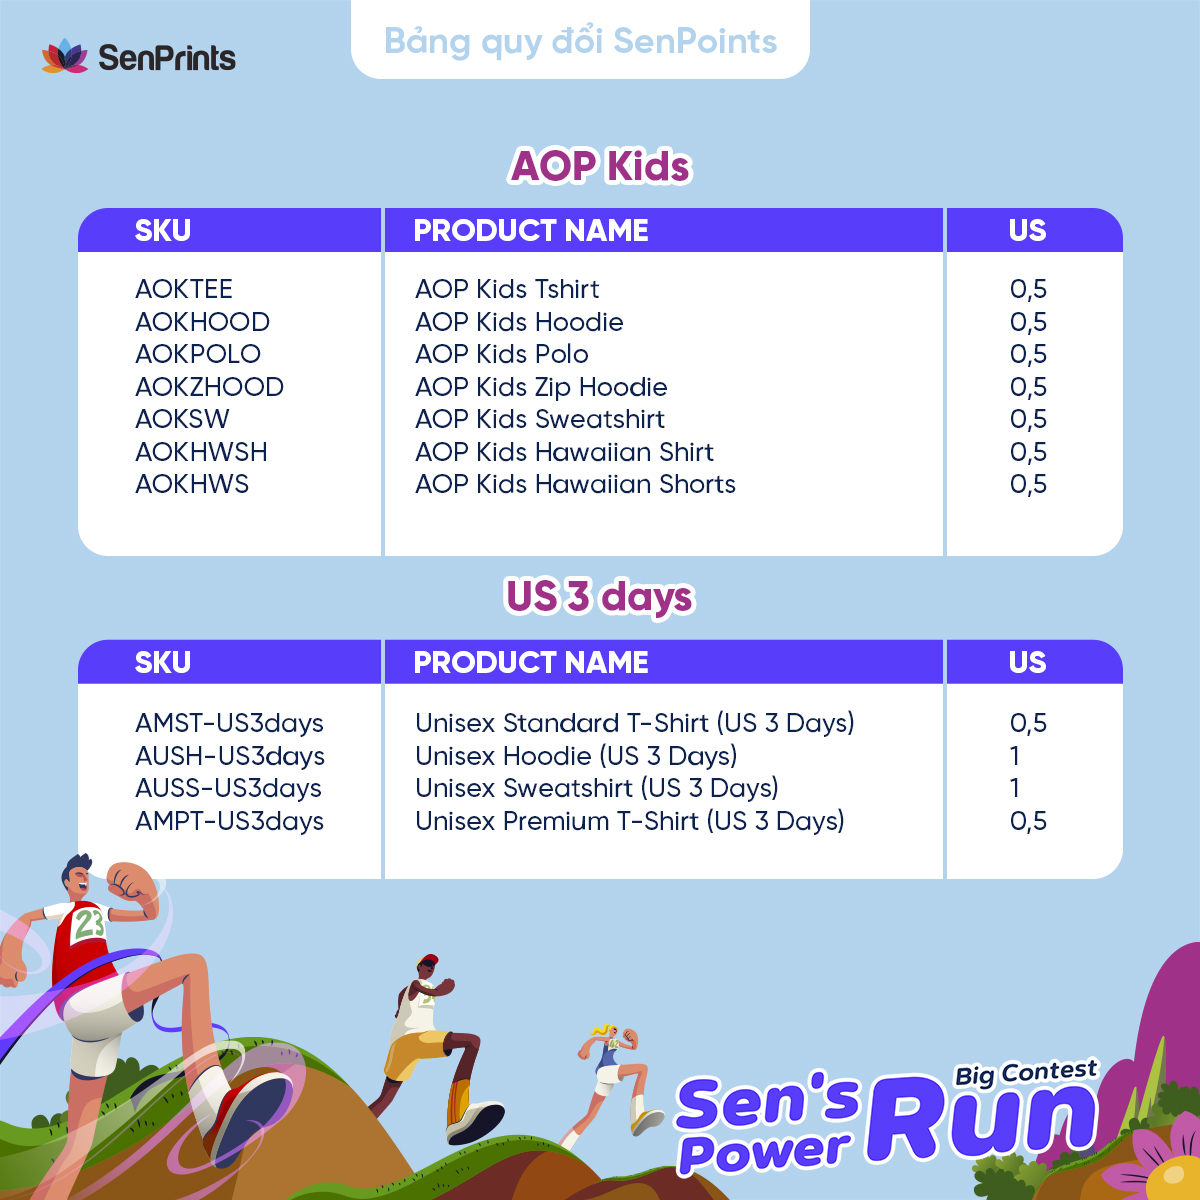 SenPrints
Bảng quy đổi SenPoints
AOP Kids
SKU PRODUCT NAME US
AOKTEE AOP Kids Tshirt 0,5
AOKHOOD AOP Kids Hoodie 0,5
AOKPOLO AOP Kids Polo 0,5
AOKZHOOD AOP Kids Zip Hoodie 0,5
AOKSW AOP Kids Sweatshirt 0,5
AOKHWSH AOP Kids Hawaiian Shirt 0,5
AOKHWS AOP Kids Hawaiian Shorts 0,5
US 3 days
SKU PRODUCT NAME US
AMST-US3days Unisex Standard T-Shirt (US 3 Days) 0,5
AUSH-US3days Unisex Hoodie (US 3 Days) 1
AUSS-US3days Unisex Sweatshirt (US 3 Days) 1
AMPT-US3days Unisex Premium T-Shirt (US 3 Days) 0,5
23
Big Contest
Sen's
Power
Run